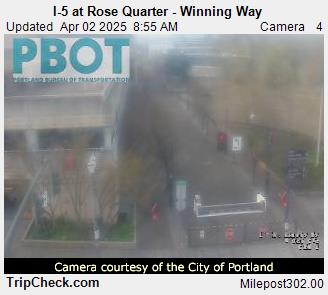 I-5 at Rose Quarter - Winning Way
Updated Apr 02 2025 8:55 AM Camera 4
PBOT
PORTLAND BUREAU OF TRANSPORTATION
Camera courtesy of the City of Portland
TripCheck.com Milepost302.00